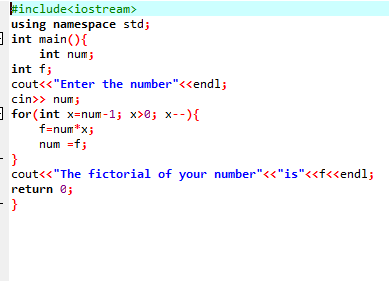 #include<iostream>
using namespace std;
int main(){
    int num;
int f;
cout<<"Enter the number"<<endl;
cin>> num;
for(int x=num-1; x>0; x--){
    f=num*x;
    num =f;
}
cout<<"The fictorial of your number"<<"is"<<f<<endl;
return 0;
}